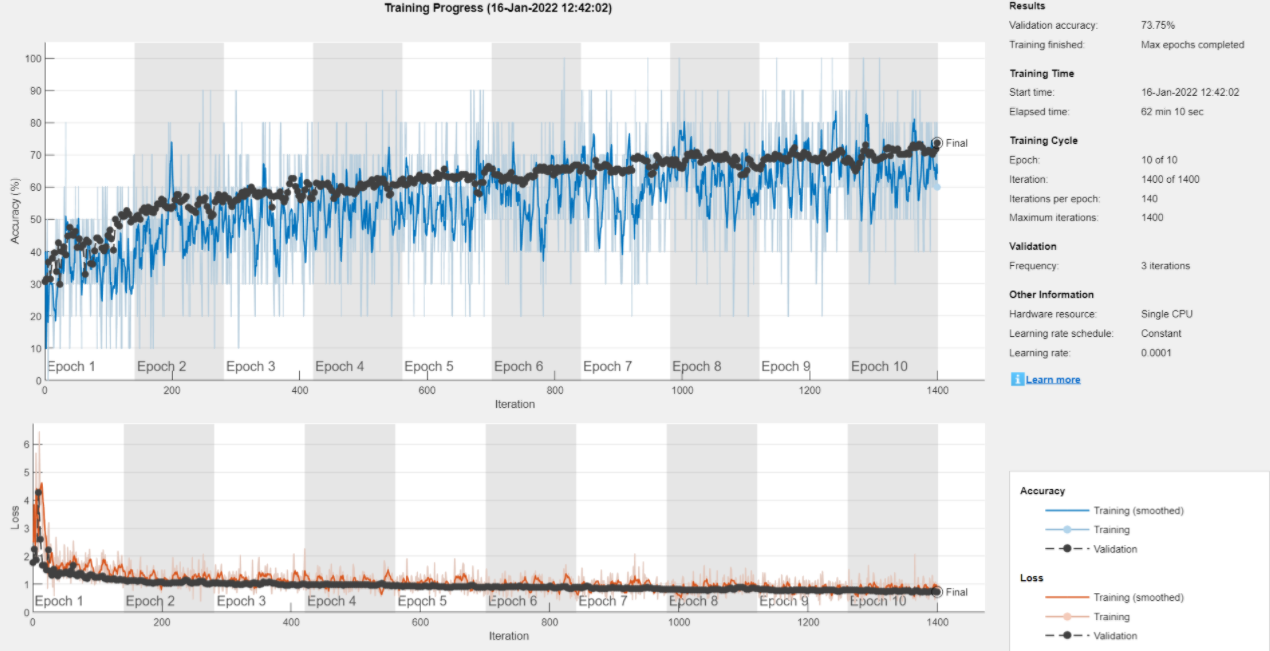 Training Progress (16-Jan-2022 12:42:02)
Accuracy (%)
100
90
80
70
60
50
40
30
20
10
0
Final
Epoch 1
Epoch 2
Epoch 3
Epoch 4
Epoch 5
Epoch 6
Epoch 7
Epoch 8
Epoch 9
Epoch 10
0 200 400 600 800 1000 1200 1400
Iteration
Loss
6
5
4
3
2
1
0
Final
Epoch 1
Epoch 2
Epoch 3
Epoch 4
Epoch 5
Epoch 6
Epoch 7
Epoch 8
Epoch 9
Epoch 10
0 200 400 600 800 1000 1200 1400
Iteration
Results
Validation accuracy: 73.75%
Training finished: Max epochs completed
Training Time
Start time: 16-Jan-2022 12:42:02
Elapsed time: 62 min 10 sec
Training Cycle
Epoch: 10 of 10
Iteration: 1400 of 1400
Iterations per epoch: 140
Maximum iterations: 1400
Validation
Frequency: 3 iterations
Other Information
Hardware resource: Single CPU
Learning rate schedule: Constant
Learning rate: 0.0001
i Learn more
Accuracy
Training (smoothed)
Training
Validation
Loss
Training (smoothed)
Training
Validation